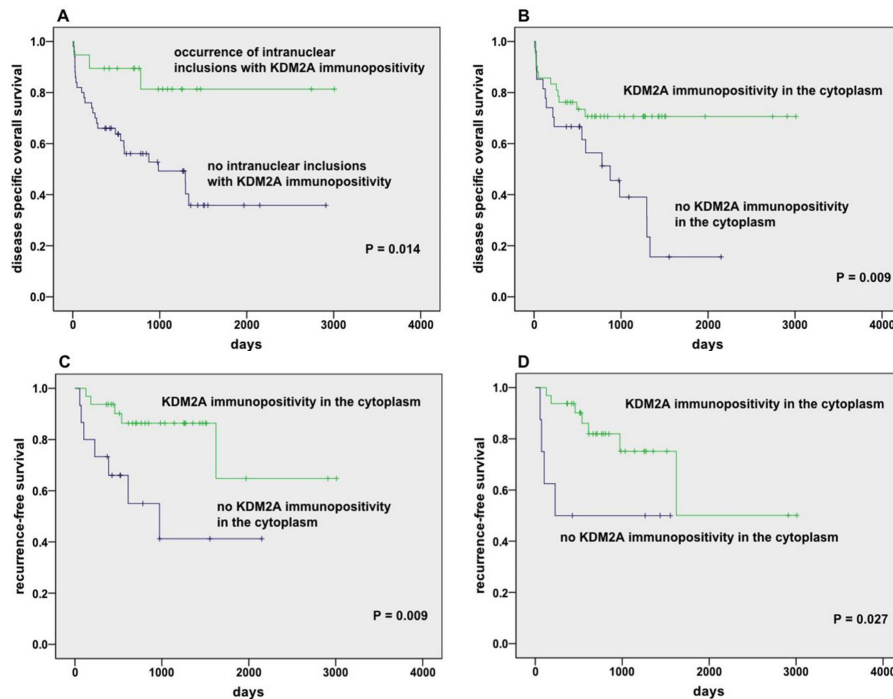 A
disease specific overall survival
1.0
0.8
0.6
0.4
0.2
0.0
occurrence of intranuclear
inclusions with KDM2A immunopositivity
no intranuclear inclusions
with KDM2A immunopositivity
P = 0.014
0
1000
2000
3000
4000
days
B
disease specific overall survival
1.0
0.8
0.6
0.4
0.2
0.0
KDM2A immunopositivity in the cytoplasm
no KDM2A immunopositivity
in the cytoplasm
P = 0.009
0
1000
2000
3000
4000
days
C
recurrence-free survival
1.0
0.8
0.6
0.4
0.2
0.0
KDM2A immunopositivity in the cytoplasm
no KDM2A immunopositivity
in the cytoplasm
P = 0.009
0
1000
2000
3000
4000
days
D
recurrence-free survival
1.0
0.8
0.6
0.4
0.2
0.0
KDM2A immunopositivity in the cytoplasm
no KDM2A immunopositivity in the cytoplasm
P = 0.027
0
1000
2000
3000
4000
days